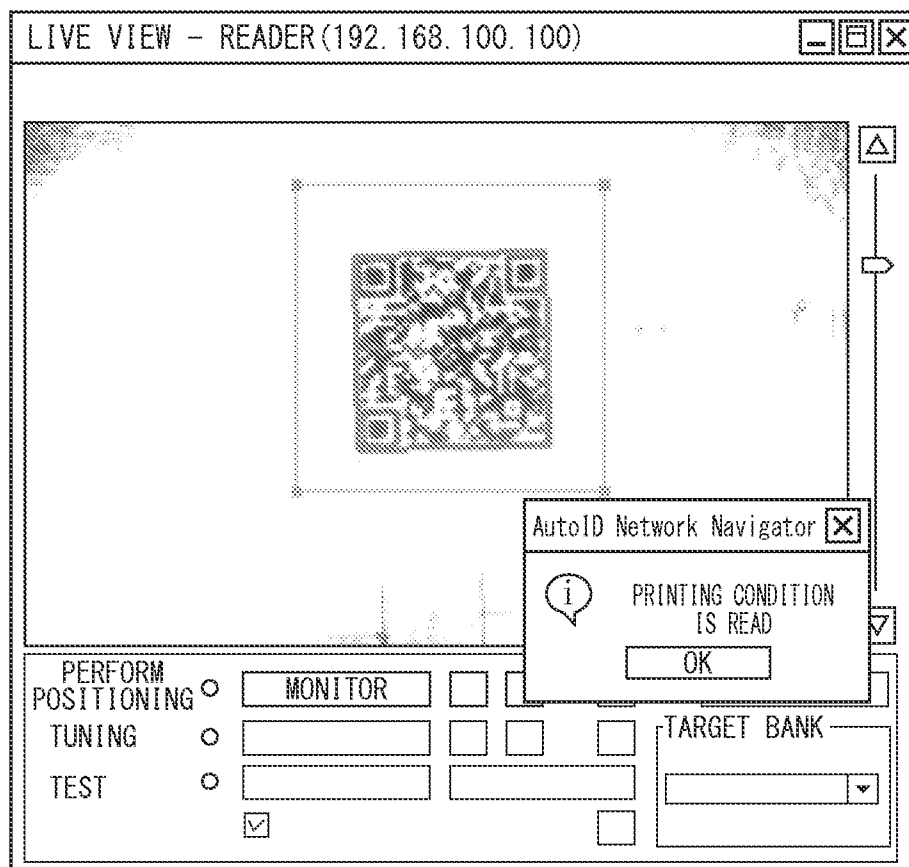 LIVE VIEW - READER(192.168.100.100)
AutoID Network Navigator
i
PRINTING CONDITION
IS READ
OK
PERFORM
POSITIONING
MONITOR
TUNING
TARGET BANK
TEST